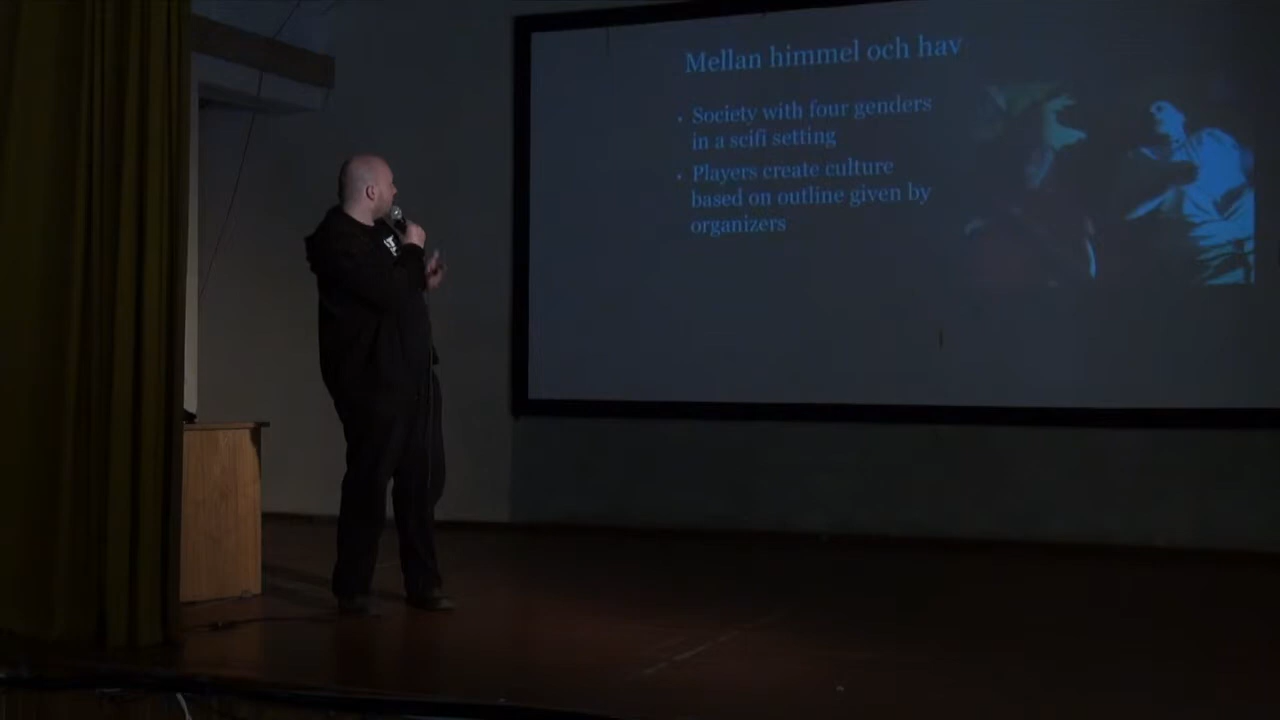 Mellan himmel och hav
• Society with four genders
in a scifi setting
• Players create culture
based on outline given by
organizers